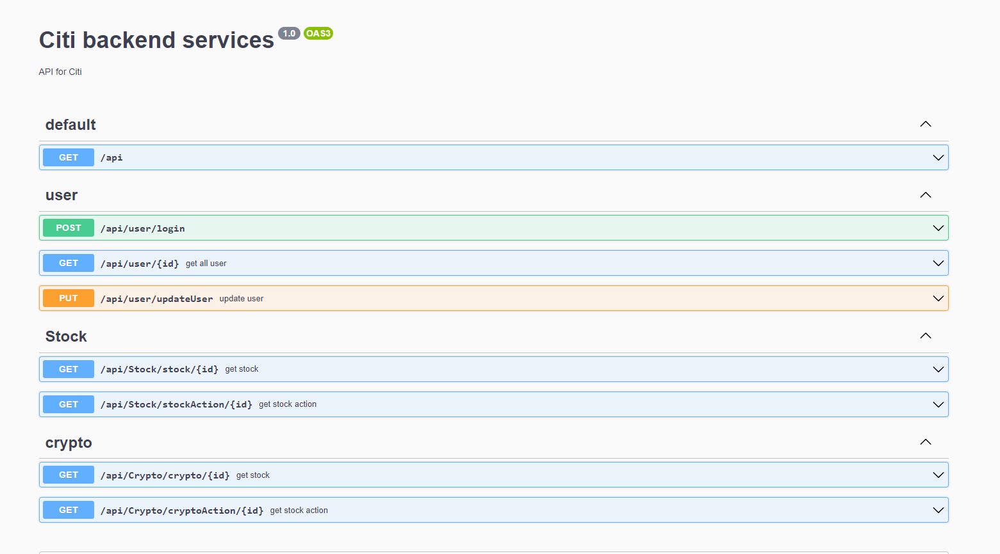 Citi backend services 1.0 OAS3
API for Citi
default
GET /api
user
POST /api/user/login
GET /api/user/{id} get all user
PUT /api/user/updateUser update user
Stock
GET /api/Stock/stock/{id} get stock
GET /api/Stock/stockAction/{id} get stock action
crypto
GET /api/Crypto/crypto/{id} get stock
GET /api/Crypto/cryptoAction/{id} get stock action